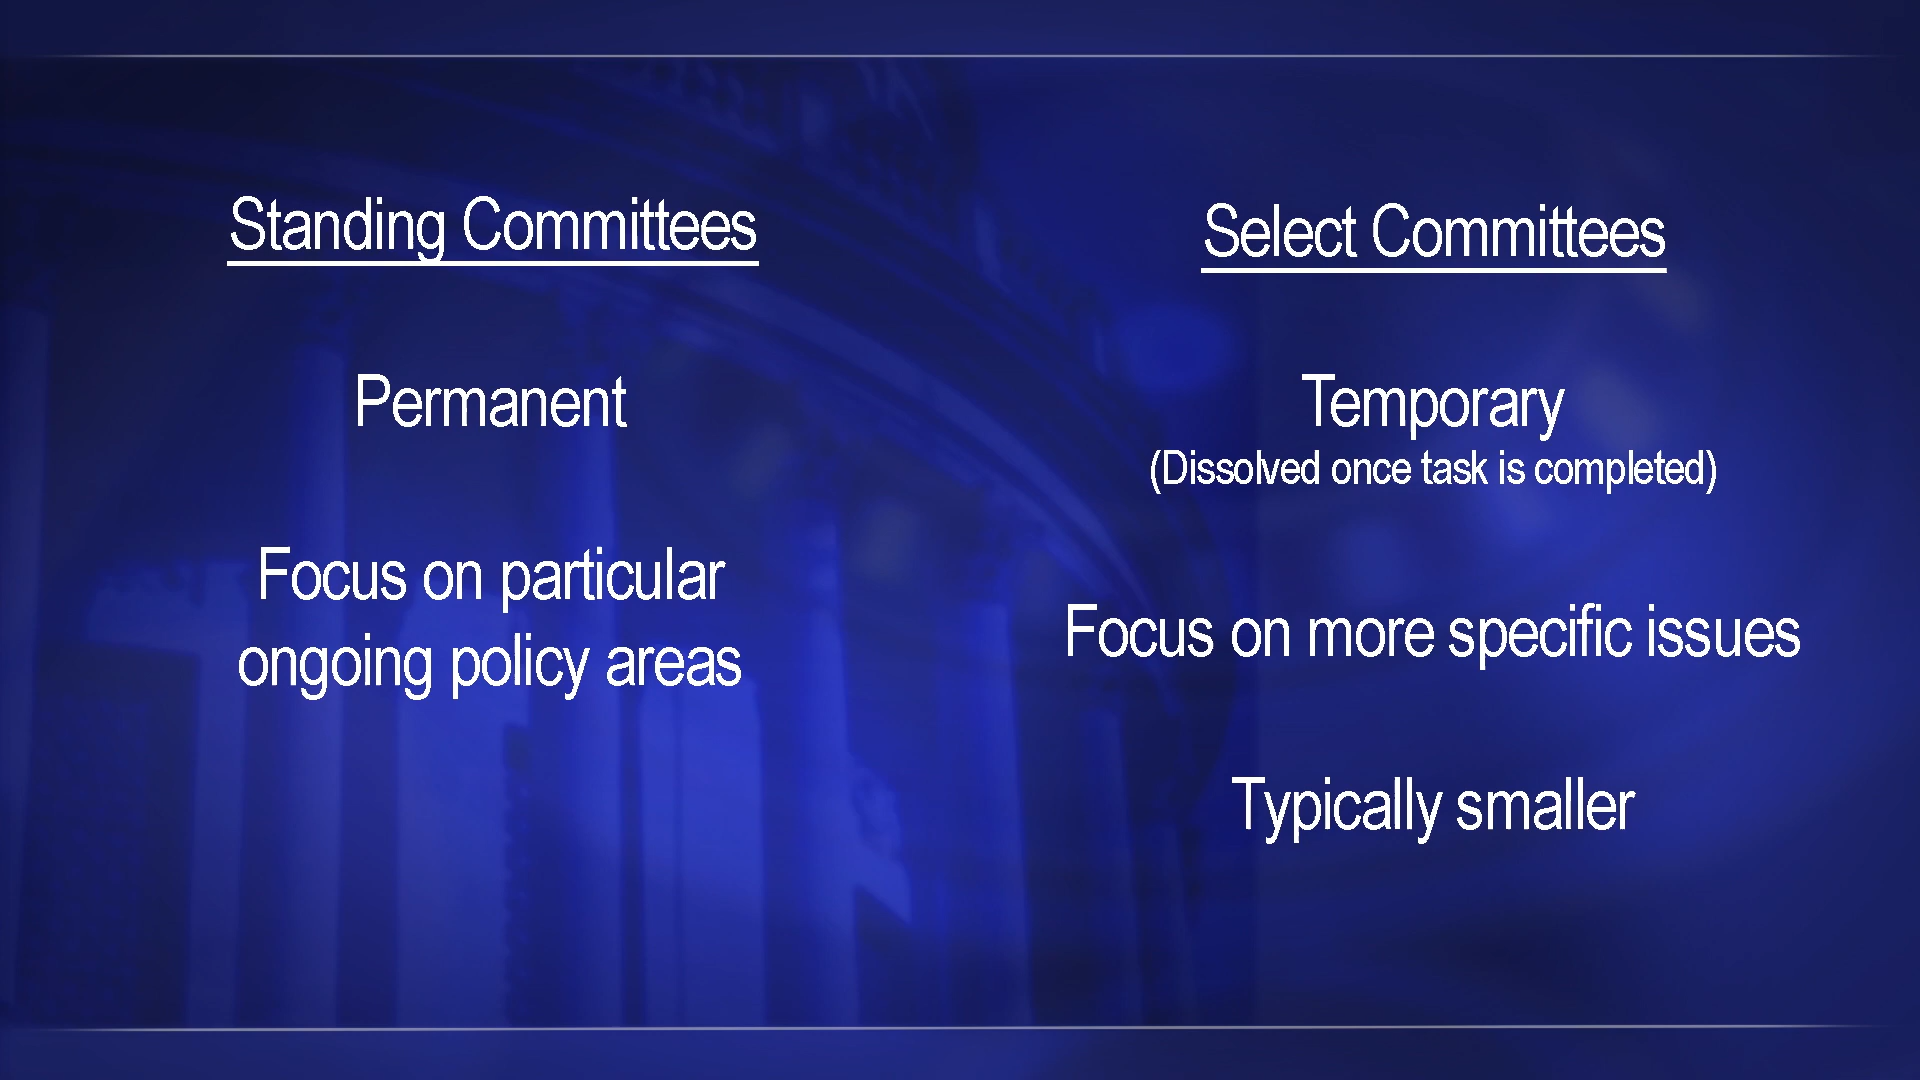 Standing Committees
Permanent
Focus on particular
ongoing policy areas
Select Committees
Temporary
(Dissolved once task is completed)
Focus on more specific issues
Typically smaller